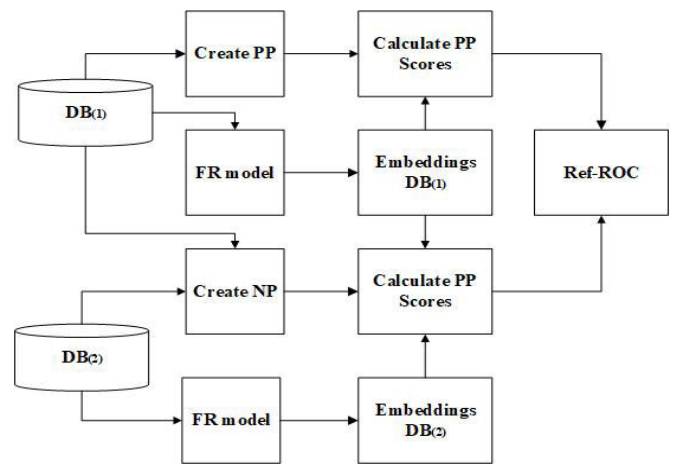 Create PP
Calculate PP
Scores
DB(1)
FR model
Embeddings
DB(1)
Ref-ROC
Create NP
Calculate PP
Scores
DB(2)
FR model
Embeddings
DB(2)